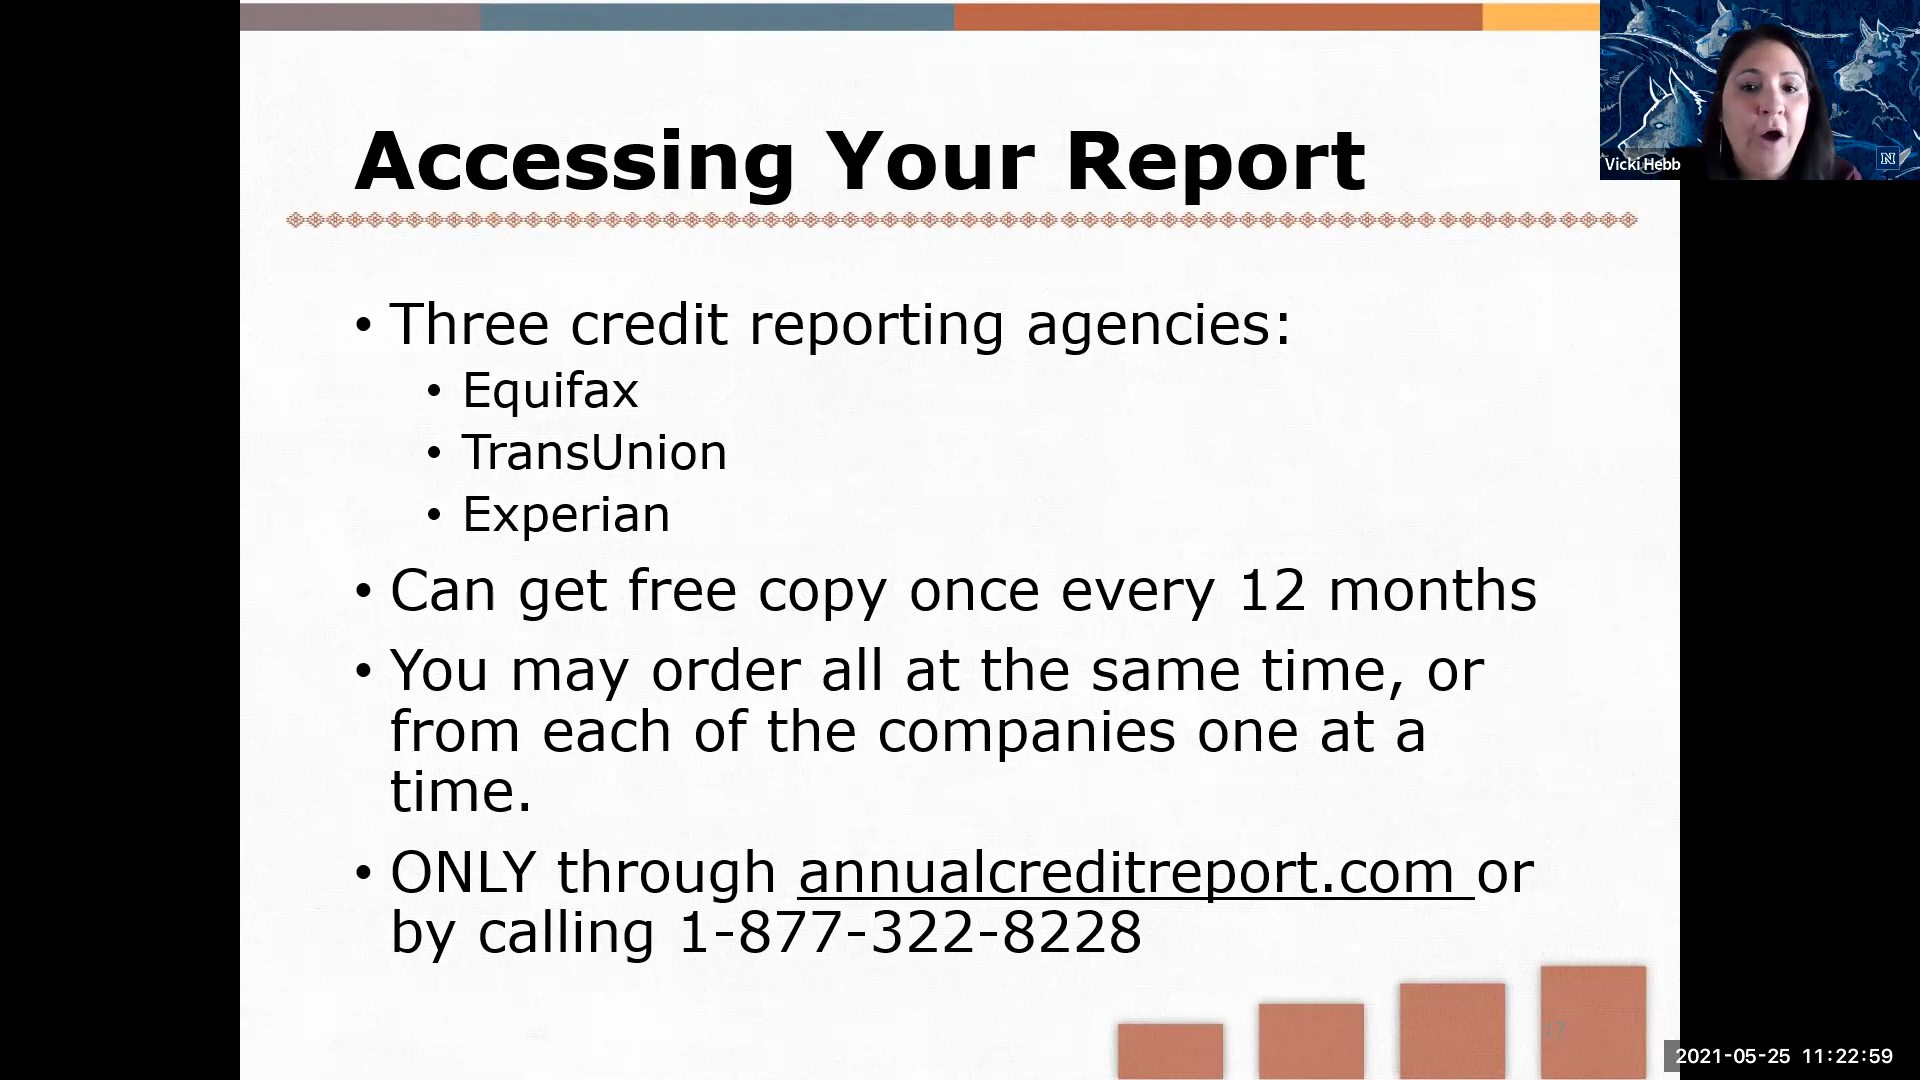 Accessing Your Report
• Three credit reporting agencies:
• Equifax
• TransUnion
• Experian
• Can get free copy once every 12 months
• You may order all at the same time, or
from each of the companies one at a
time.
• ONLY through annualcreditreport.com or
by calling 1-877-322-8228
17
Vicki Hebb
N
2021-05-25 11:22:59